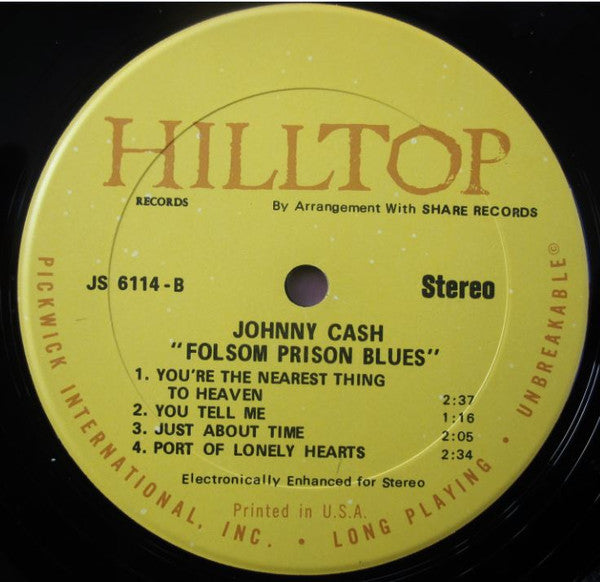 HILLTOP
RECORDS
By Arrangement With SHARE RECORDS
JS 6114-B
Stereo
JOHNNY CASH
"FOLSOM PRISON BLUES"
1. YOU'RE THE NEAREST THING
TO HEAVEN 2:37
2. YOU TELL ME 1:16
3. JUST ABOUT TIME 2:05
4. PORT OF LONELY HEARTS 2:34
Electronically Enhanced for Stereo
Printed in U.S.A.
PICKWICK INTERNATIONAL, INC. • LONG PLAYING • UNBREAKABLE ©